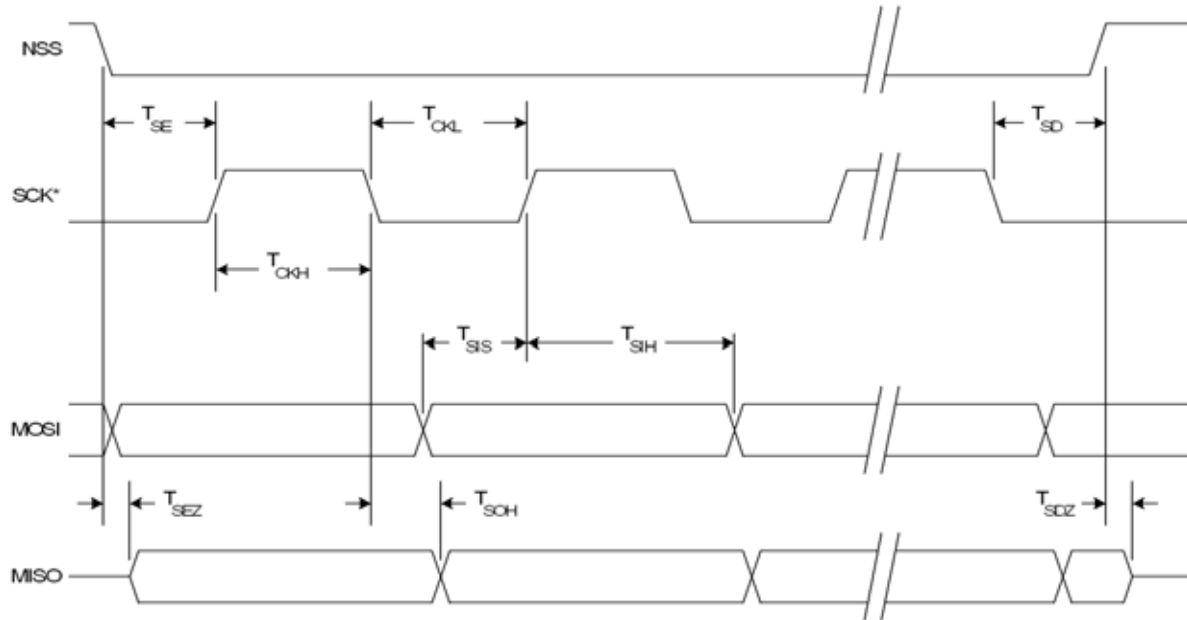 NSS
T_SE
T_CKL
T_SD
SCK*
T_CKH
T_SIS
T_SIH
MOSI
T_SEZ
T_SOH
T_SDZ
MISO